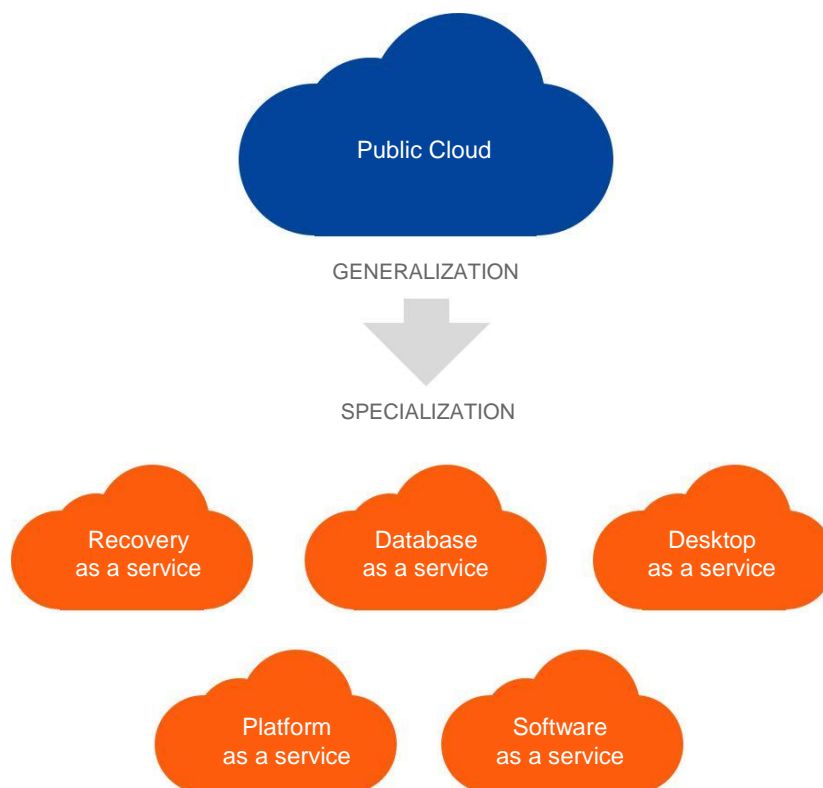 Public Cloud
GENERALIZATION
SPECIALIZATION
Recovery
as a service
Database
as a service
Desktop
as a service
Platform
as a service
Software
as a service